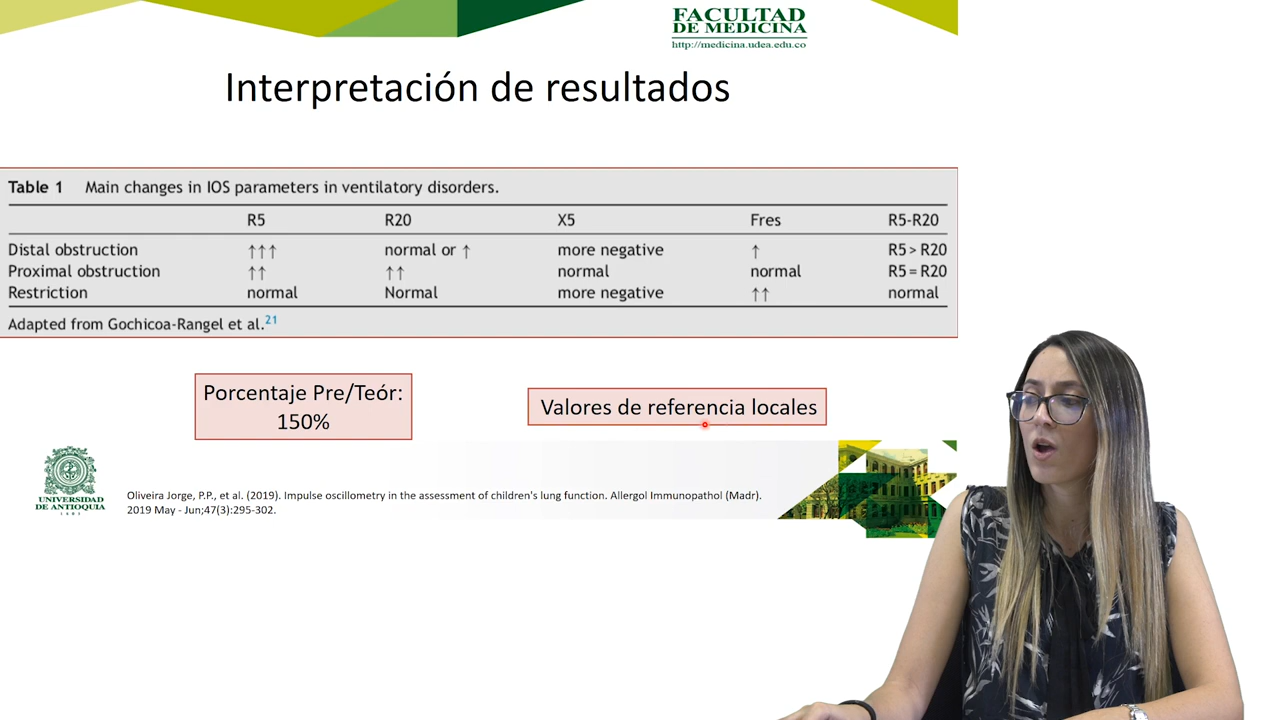 FACULTAD
DE MEDICINA
http://medicina.udea.edu.co
Interpretación de resultados
Table 1 Main changes in IOS parameters in ventilatory disorders.
R5 R20 X5 Fres R5-R20
Distal obstruction ↑↑↑ normal or ↑ more negative ↑ R5 > R20
Proximal obstruction ↑↑ ↑↑ normal normal R5 = R20
Restriction normal Normal more negative ↑↑ normal
Adapted from Gochicoa-Rangel et al.21
Porcentaje Pre/Teór:
150%
Valores de referencia locales
UNIVERSIDAD
DE ANTIOQUIA
1803
Oliveira Jorge, P.P., et al. (2019). Impulse oscillometry in the assessment of children's lung function. Allergol Immunopathol (Madr).
2019 May - Jun;47(3):295-302.